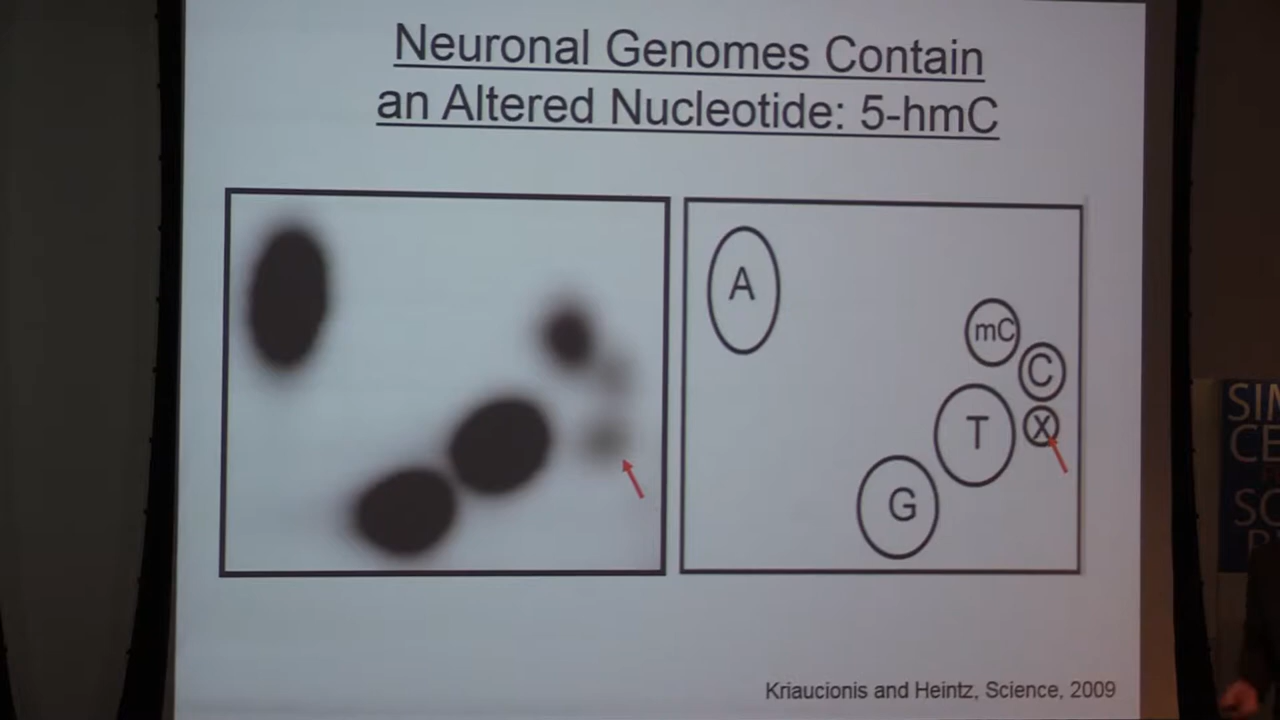 Neuronal Genomes Contain
an Altered Nucleotide: 5-hmC
A
mC
C
X
T
G
Kriaucionis and Heintz, Science, 2009